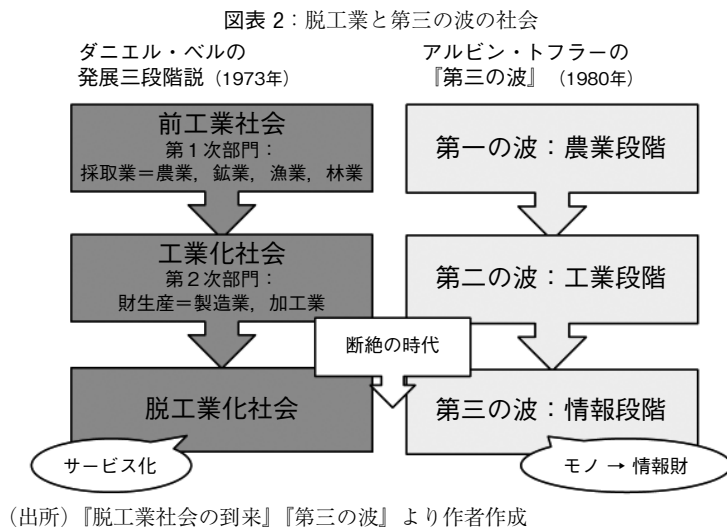 図表 2：脱工業と第三の波の社会
ダニエル・ベルの
発展三段階説（1973年）
アルビン・トフラーの
『第三の波』（1980年）
前工業社会
第１次部門：
採取業＝農業，鉱業，漁業，林業
第一の波：農業段階
工業化社会
第２次部門：
財生産＝製造業，加工業
第二の波：工業段階
断絶の時代
脱工業化社会
第三の波：情報段階
サービス化
モノ → 情報財
（出所）『脱工業社会の到来』『第三の波』より作者作成